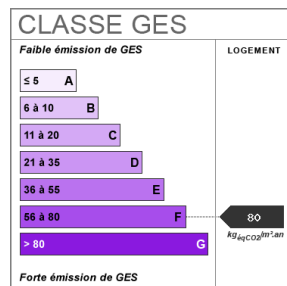 CLASSE GES
Faible émission de GES
LOGEMENT
≤ 5 A
6 à 10 B
11 à 20 C
21 à 35 D
36 à 55 E
56 à 80 F
80
kgéqCO2/m².an
> 80 G
Forte émission de GES